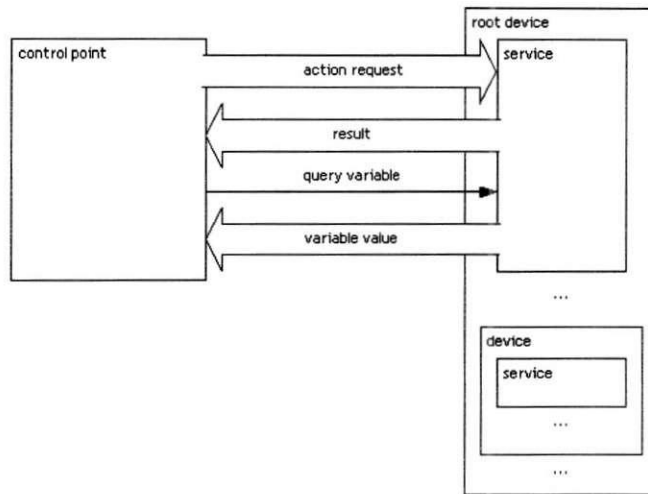 root device
control point
service
action request
result
query variable
variable value
...
device
service
...
...